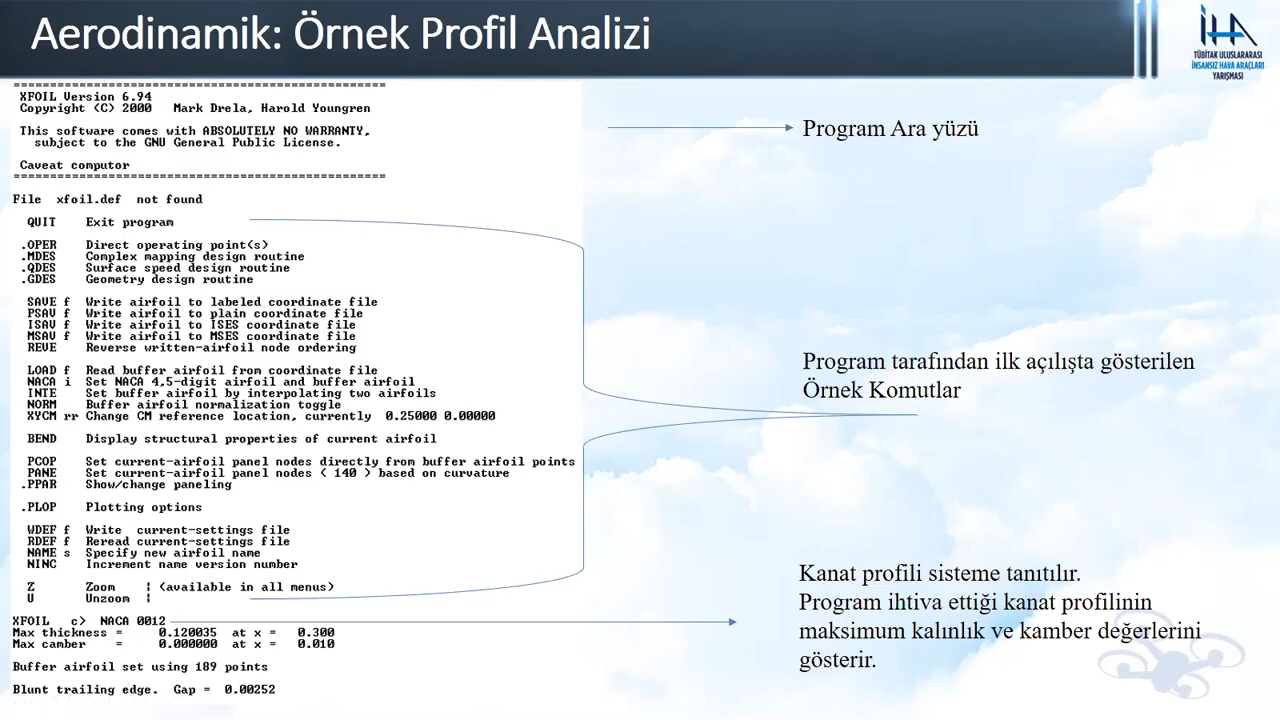 Aerodinamik: Örnek Profil Analizi
İHA
TÜBİTAK ULUSLARARASI
İNSANSIZ HAVA ARAÇLARI
YARIŞMASI
===================================================
XFOIL Version 6.94
Copyright (C) 2000   Mark Drela, Harold Youngren
This software comes with ABSOLUTELY NO WARRANTY,
subject to the GNU General Public License.
Caveat computor
===================================================
File  xfoil.def  not found
QUIT    Exit program
.OPER    Direct operating point(s)
.MDES    Complex mapping design routine
.QDES    Surface speed design routine
.GDES    Geometry design routine
SAVE f  Write airfoil to labeled coordinate file
PSAV f  Write airfoil to plain coordinate file
ISAV f  Write airfoil to ISES coordinate file
MSAV f  Write airfoil to MSES coordinate file
REVE    Reverse written-airfoil node ordering
LOAD f  Read buffer airfoil from coordinate file
NACA i  Set NACA 4,5-digit airfoil and buffer airfoil
INTE    Set buffer airfoil by interpolating two airfoils
NORM    Buffer airfoil normalization toggle
XYCM rr Change CM reference location, currently  0.25000 0.00000
BEND    Display structural properties of current airfoil
PCOP    Set current-airfoil panel nodes directly from buffer airfoil points
PANE    Set current-airfoil panel nodes ( 140 ) based on curvature
.PPAR    Show/change paneling
.PLOP    Plotting options
WDEF f  Write  current-settings file
RDEF f  Reread current-settings file
NAME s  Specify new airfoil name
NINC    Increment name version number
Z       Zoom   ¦ (available in all menus)
U       Unzoom ¦
XFOIL   c>  NACA 0012
Max thickness =     0.120035  at x =   0.300
Max camber    =     0.000000  at x =   0.010
Buffer airfoil set using 189 points
Blunt trailing edge.  Gap =  0.00252
Program Ara yüzü
Program tarafından ilk açılışta gösterilen
Örnek Komutlar
Kanat profili sisteme tanıtılır.
Program ihtiva ettiği kanat profilinin
maksimum kalınlık ve kamber değerlerini
gösterir.